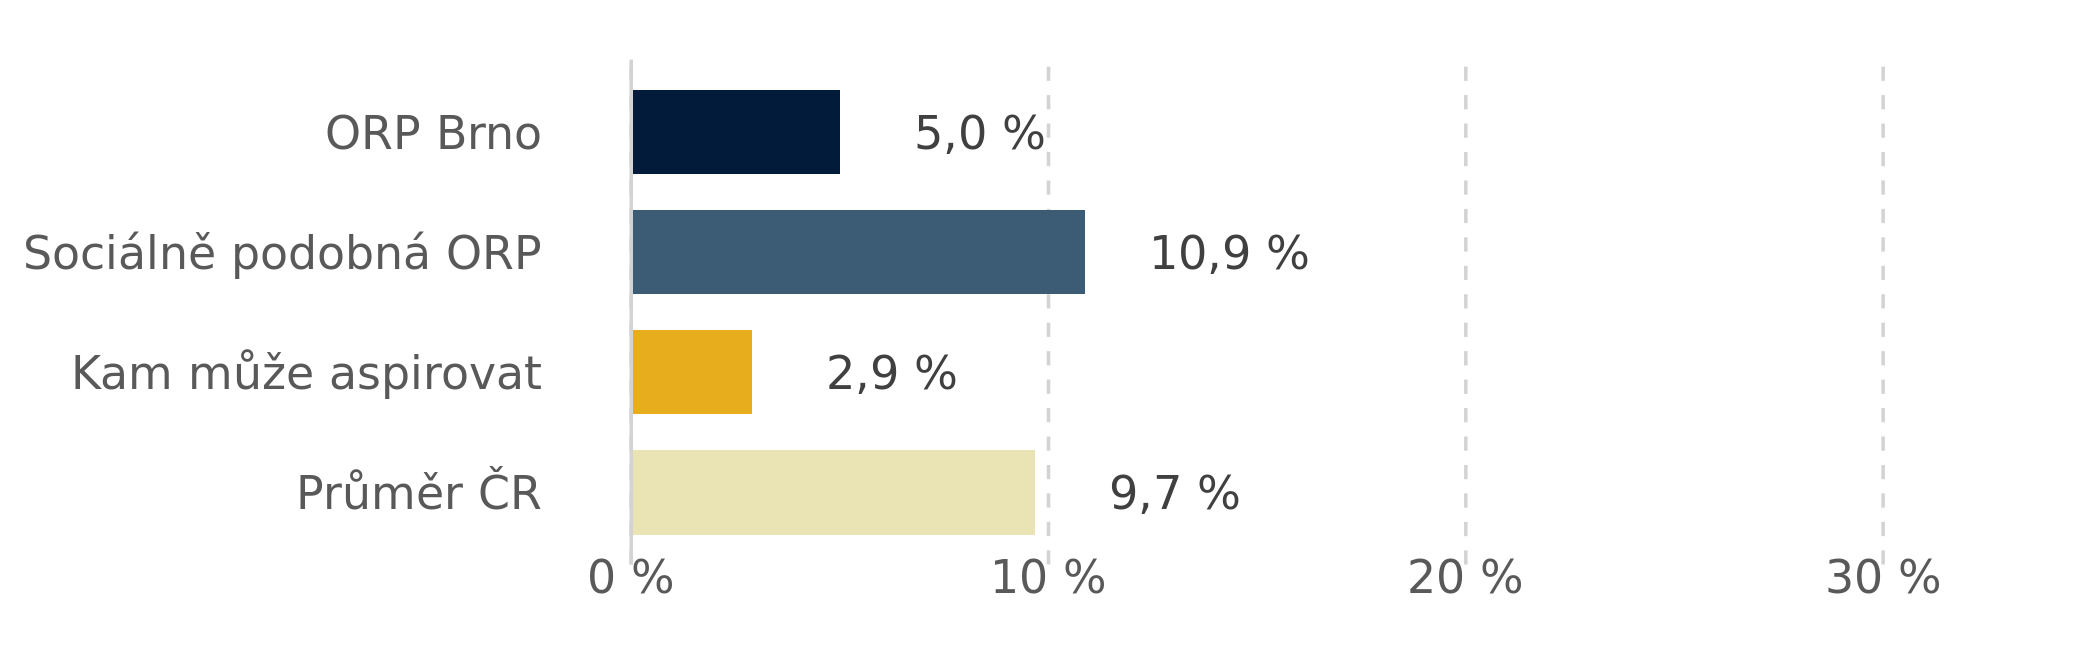 ORP Brno 5,0 %
Sociálně podobná ORP 10,9 %
Kam může aspirovat 2,9 %
Průměr ČR 9,7 %
0 % 10 % 20 % 30 %